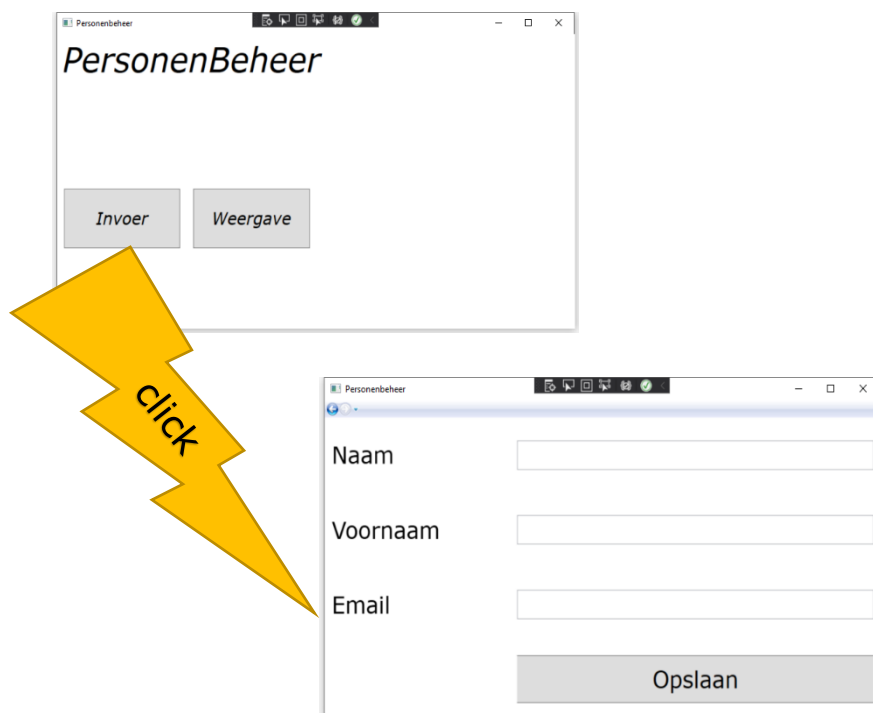 Personenbeheer
PersonenBeheer
Invoer Weergave
click
Personenbeheer
Naam
Voornaam
Email
Opslaan